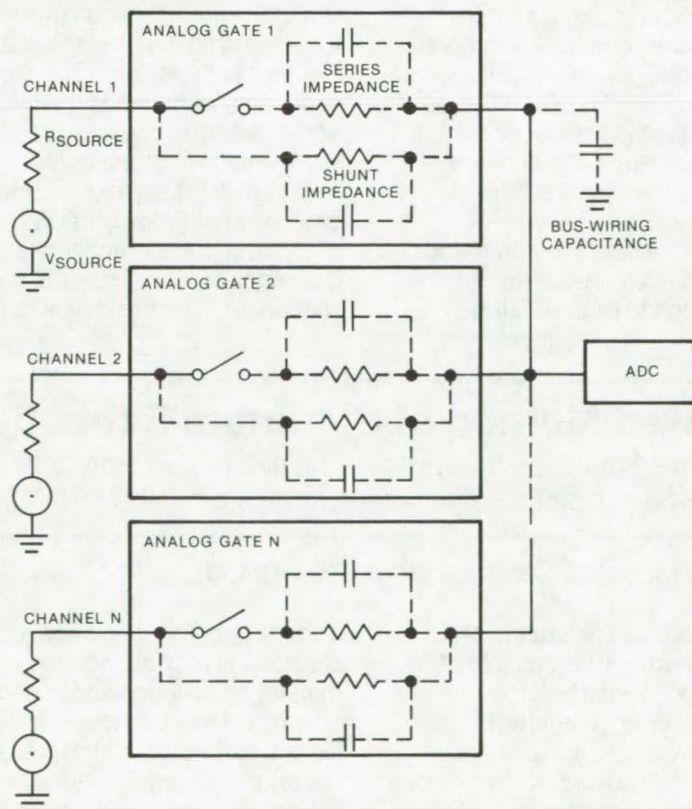 ANALOG GATE 1
CHANNEL 1
SERIES
IMPEDANCE
RSOURCE
SHUNT
IMPEDANCE
BUS-WIRING
CAPACITANCE
VSOURCE
ANALOG GATE 2
CHANNEL 2
ADC
ANALOG GATE N
CHANNEL N